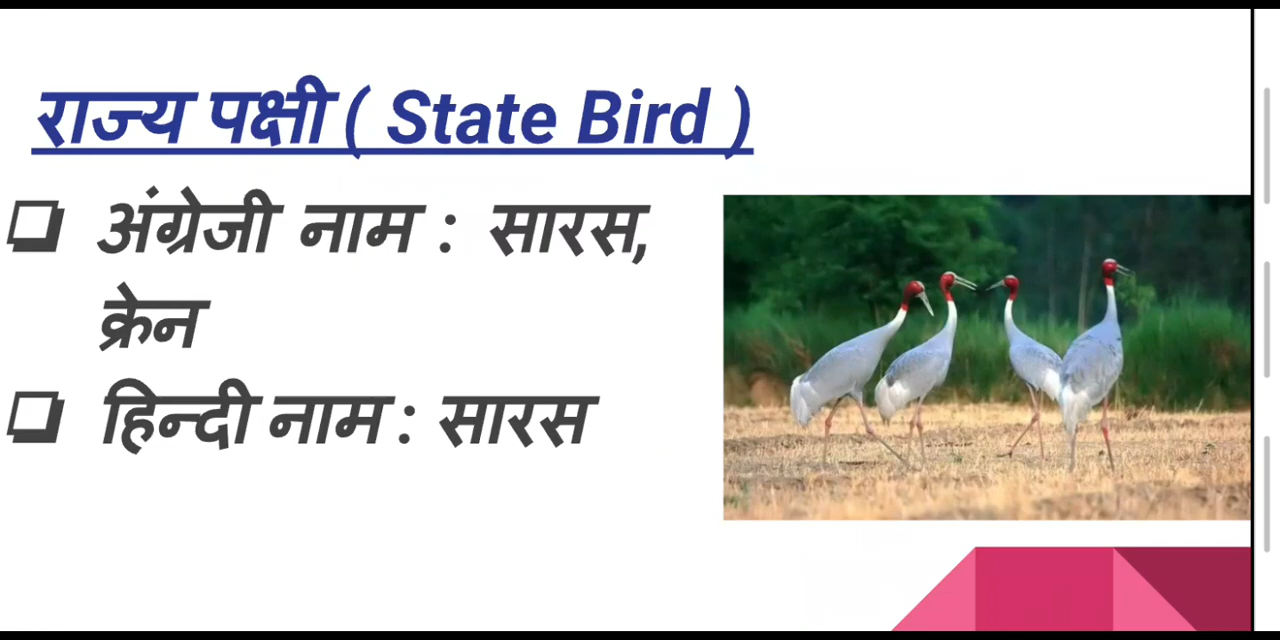 राज्य पक्षी ( State Bird )
अंग्रेजी नाम : सारस,
क्रेन
हिन्दी नाम : सारस